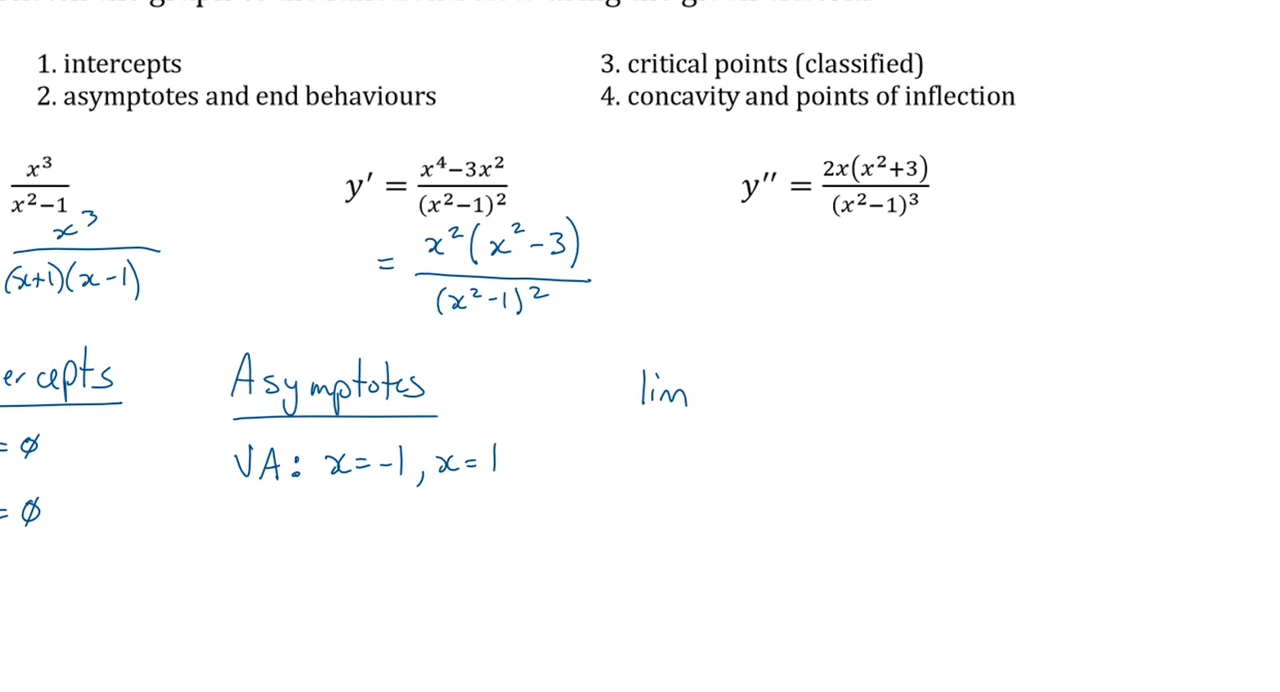 1. intercepts
2. asymptotes and end behaviours
3. critical points (classified)
4. concavity and points of inflection
x³/(x²−1)
y′ = (x⁴−3x²)/(x²−1)²
y″ = 2x(x²+3)/(x²−1)³
x³/((x+1)(x−1))
= x²(x²−3)/(x²−1)²
ercepts
= ∅
= ∅
Asymptotes
VA: x=-1, x=1
lim